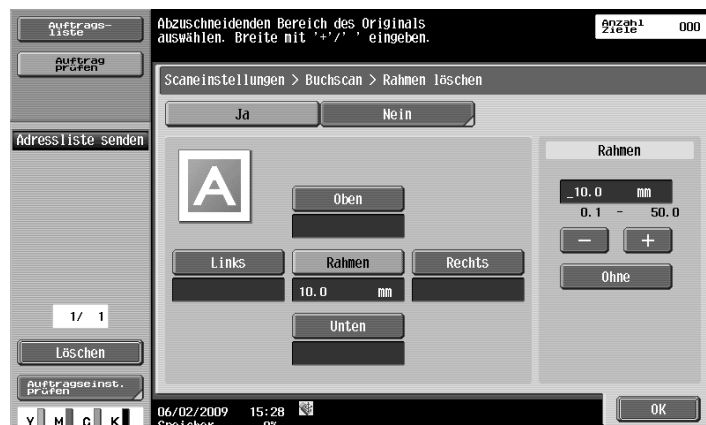 Auftrags-
liste
Auftrag
prüfen
Abzuschneidenden Bereich des Originals
auswählen. Breite mit '+'/' ' eingeben.
Anzahl
Ziele 000
Scaneinstellungen > Buchscan > Rahmen löschen
Ja Nein
Adressliste senden
Rahmen
A
Oben
_10.0 mm
0.1 - 50.0
− +
Links Rahmen Rechts
Ohne
10.0 mm
1/ 1
Unten
Löschen
Auftragseinst.
prüfen
OK
06/02/2009 15:28
Speicher 0%
Y M C K